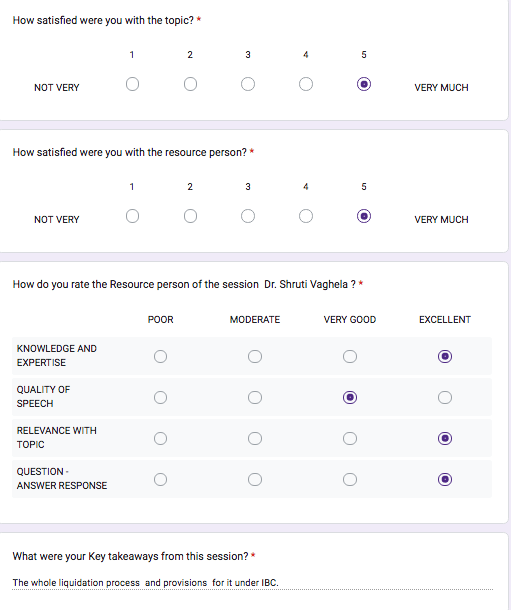 How satisfied were you with the topic? *
1 2 3 4 5
NOT VERY VERY MUCH
How satisfied were you with the resource person? *
1 2 3 4 5
NOT VERY VERY MUCH
How do you rate the Resource person of the session Dr. Shruti Vaghela ? *
POOR MODERATE VERY GOOD EXCELLENT
KNOWLEDGE AND
EXPERTISE
QUALITY OF
SPEECH
RELEVANCE WITH
TOPIC
QUESTION -
ANSWER RESPONSE
What were your Key takeaways from this session? *
The whole liquidation process and provisions for it under IBC.